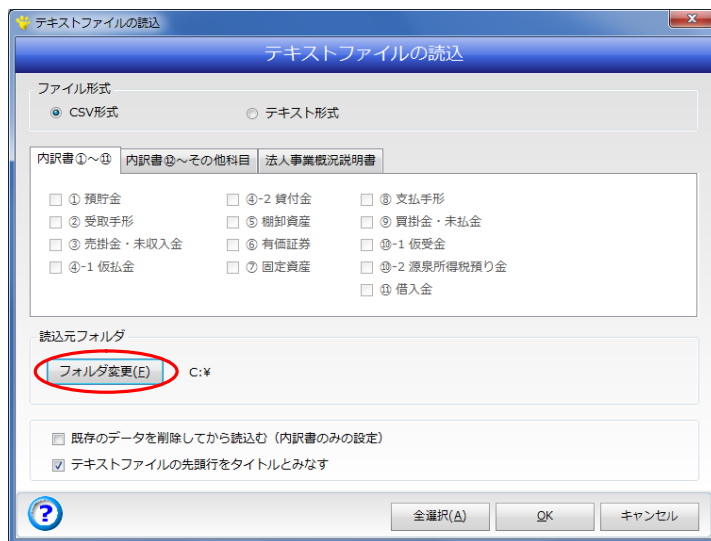 テキストファイルの読込
テキストファイルの読込
ファイル形式
CSV形式 テキスト形式
内訳書①～⑪ 内訳書⑫～その他科目 法人事業概況説明書
① 預貯金 ④-2 貸付金 ⑧ 支払手形
② 受取手形 ⑤ 棚卸資産 ⑨ 買掛金・未払金
③ 売掛金・未収入金 ⑥ 有価証券 ⑩-1 仮受金
④-1 仮払金 ⑦ 固定資産 ⑩-2 源泉所得税預り金
⑪ 借入金
読込元フォルダ
フォルダ変更(F) C:¥
既存のデータを削除してから読込む（内訳書のみの設定）
テキストファイルの先頭行をタイトルとみなす
? 全選択(A) OK キャンセル